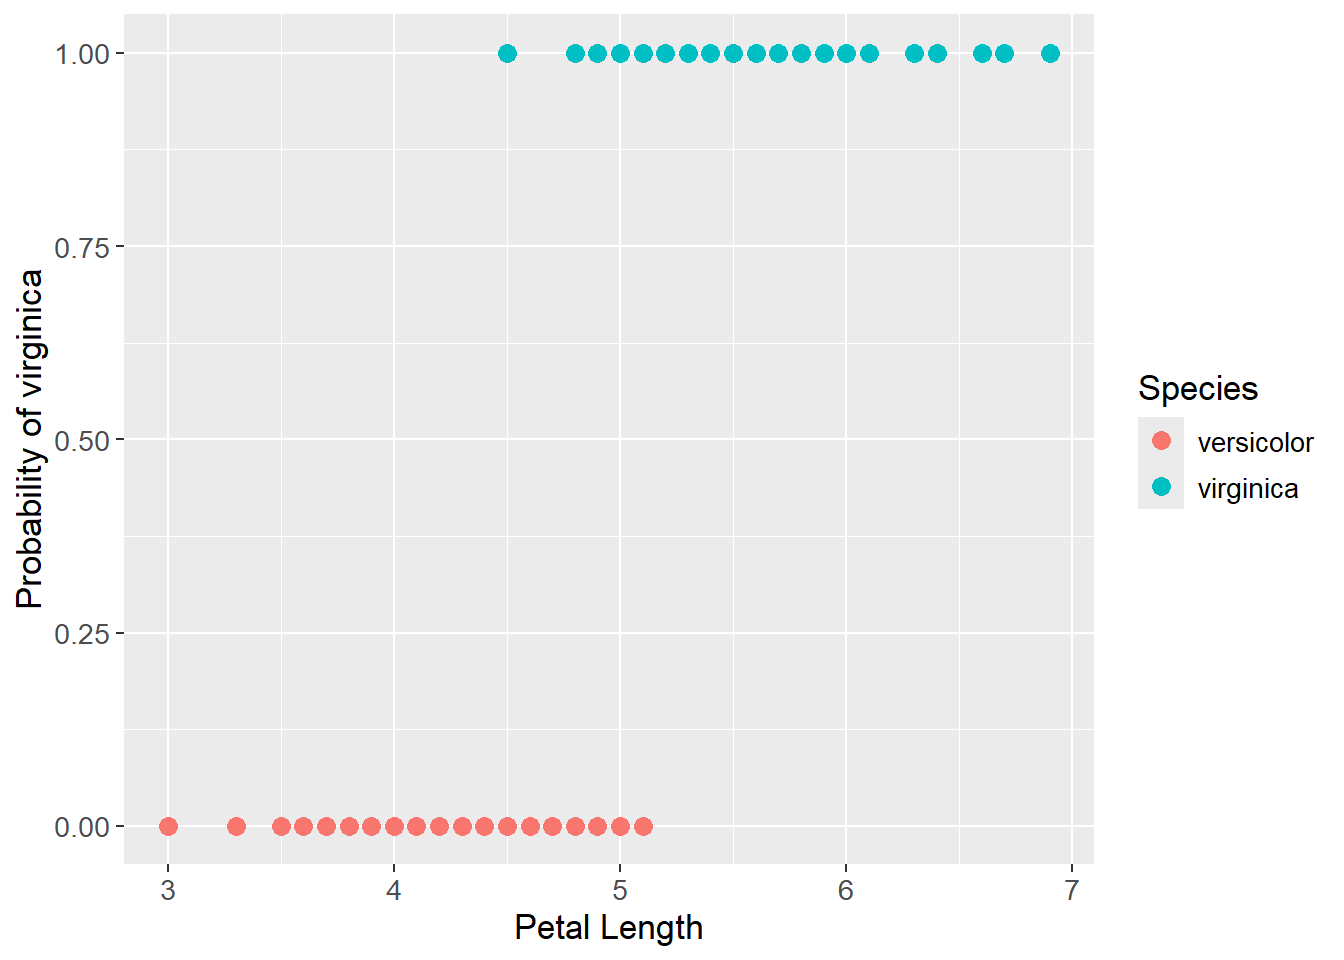 1.00
0.75
0.50
0.25
0.00
Probability of virginica
3 4 5 6 7
Petal Length
Species
versicolor
virginica